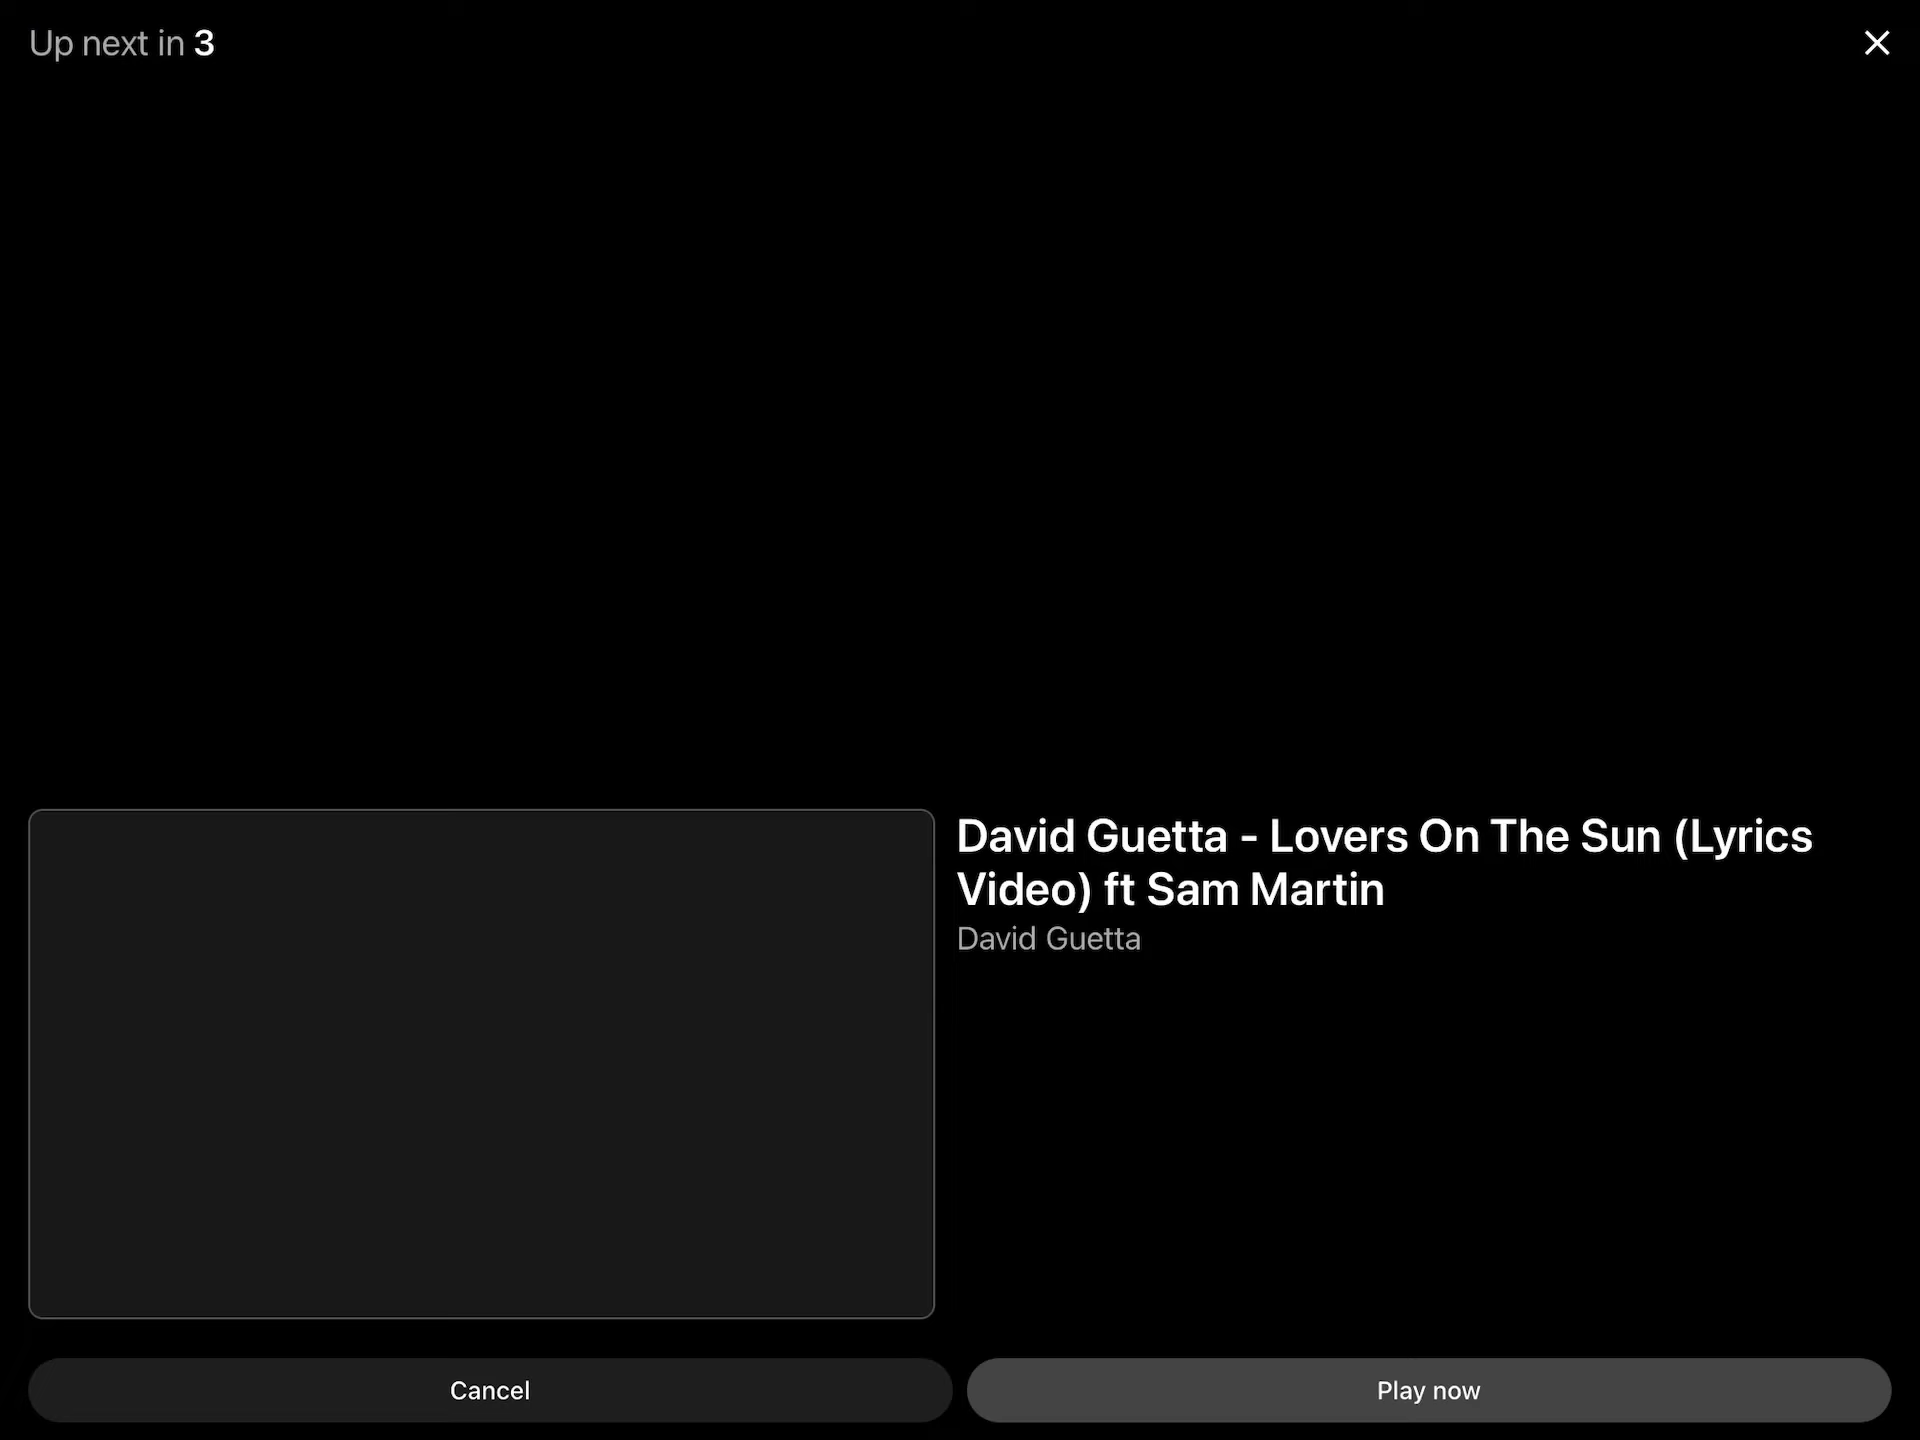 Up next in 3
David Guetta - Lovers On The Sun (Lyrics
Video) ft Sam Martin
David Guetta
Cancel
Play now